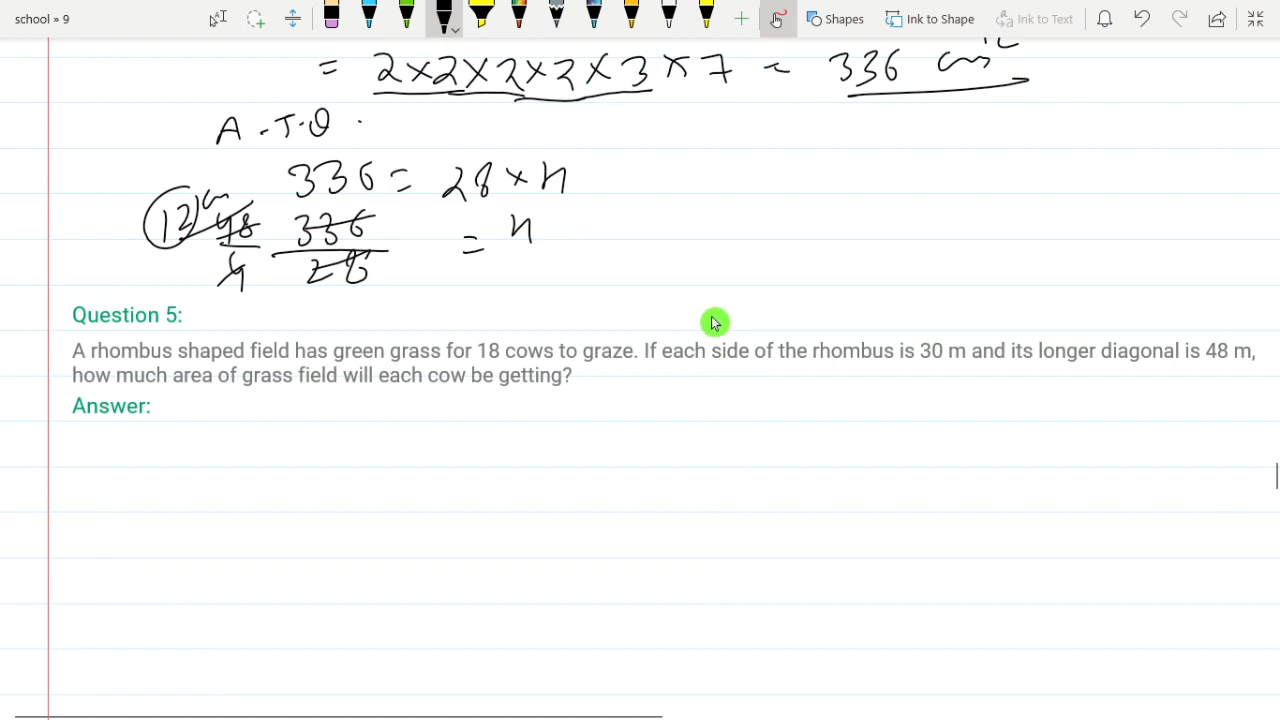 school » 9
Shapes
Ink to Shape
Ink to Text
= 2×2×2×2×3×7 = 336 cm²
A.T.Q.
336 = 28 × h
12 cm 48 336 = h
4 28
Question 5:
A rhombus shaped field has green grass for 18 cows to graze. If each side of the rhombus is 30 m and its longer diagonal is 48 m,
how much area of grass field will each cow be getting?
Answer: